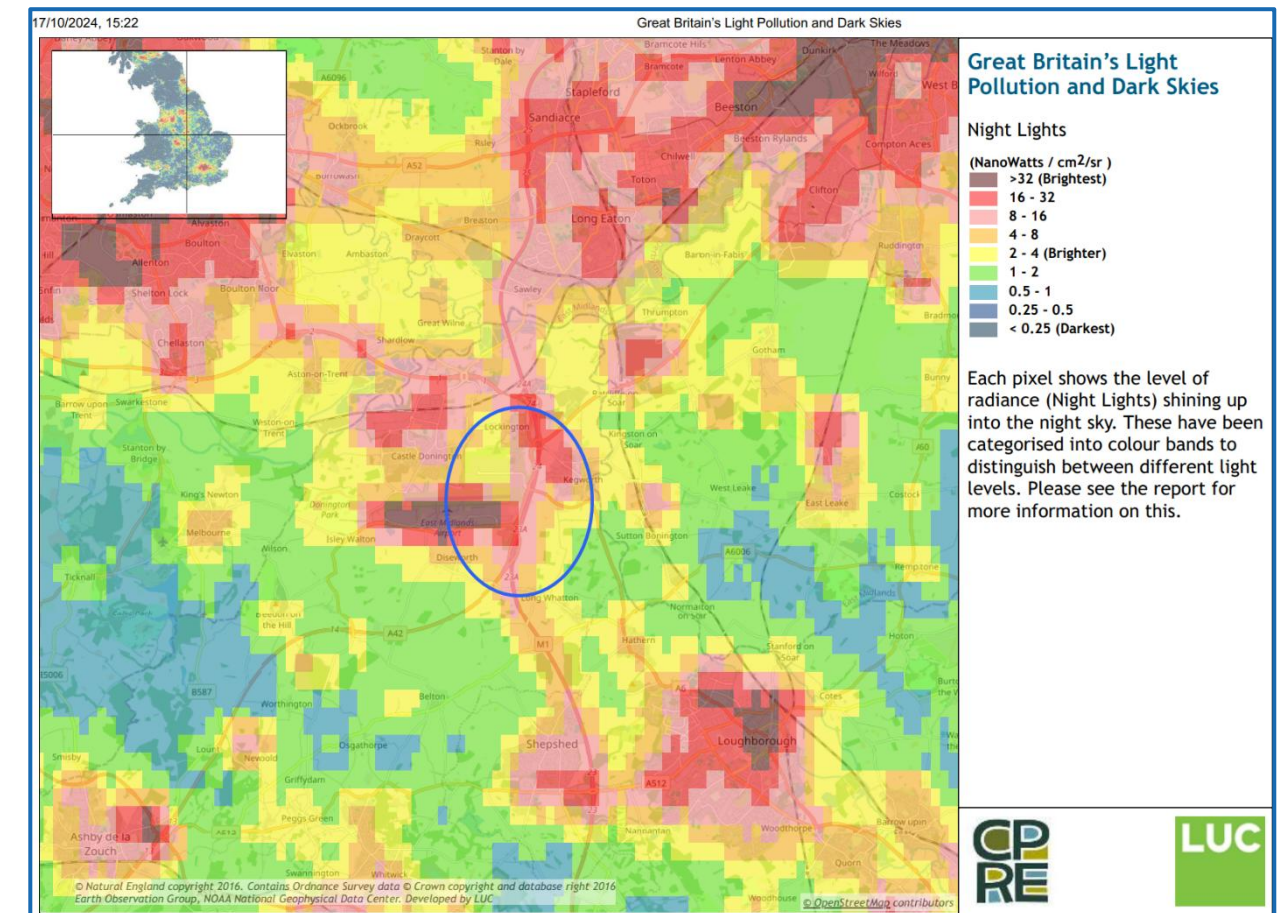 17/10/2024, 15:22
Great Britain's Light Pollution and Dark Skies
Great Britain's Light
Pollution and Dark Skies
Night Lights
(NanoWatts / cm2/sr )
>32 (Brightest)
16 - 32
8 - 16
4 - 8
2 - 4 (Brighter)
1 - 2
0.5 - 1
0.25 - 0.5
< 0.25 (Darkest)
Each pixel shows the level of
radiance (Night Lights) shining up
into the night sky. These have been
categorised into colour bands to
distinguish between different light
levels. Please see the report for
more information on this.
CPRE
LUC
Bramcote Hills
Dunkirk
The Meadows
Stanton by
Dale
Lenton Abbey
Bramcote
Wilford
West B
A6096
Stapleford
Beeston
Sandiacre
Ockbrook
Risley
Beeston Rylands
Compton Acres
Chilwell
A52
Borrowash
Toton
Clifton
Long Eaton
Breaston
Alvaston
Draycott
Boulton
Ruddington
Elvaston
Ambaston
Baron-in-Fabis
Allenton
Shelton Lock
Boulton Moor
Sawley
Thrumpton
Great Wilne
Chellaston
Shardlow
Gotham
Aston-on-Trent
Bunny
Barrow upon
Trent
Swarkestone
Soar
Weston-on-
Trent
Lockington
Kingston on
Soar
A60
Stanton by
Bridge
Castle Donington
Kegworth
King's Newton
West Leake
Costock
Donington
Park
East Leake
Melbourne
East Midlands
Airport
Isley Walton
Sutton Bonington
Wilson
Diseworth
A6006
Rempstone
Ticknall
Long Whatton
Normanton
on Soar
Breedon on
the Hill
A42
M1
Hathern
Hoton
Stanford on
Soar
B587
A6
Belton
Cotes
Worthington
Osgathorpe
Shepshed
Loughborough
Smisby
Newbold
Griffydam
A512
Peggs Green
Nanpantan
Woodthorpe
Barrow upon
Ashby de la
Zouch
Swannington
Whitwick
Quorn
Woodhouse
© Natural England copyright 2016. Contains Ordnance Survey data © Crown copyright and database right 2016
Earth Observation Group, NOAA National Geophysical Data Center. Developed by LUC
© OpenStreetMap contributors